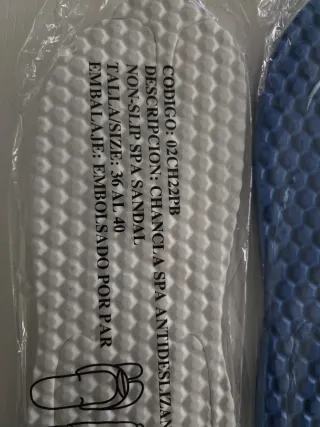 CODIGO: 02CH22PB
DESCRIPCION: CHANCLA SPA ANTIDESLIZAN
NON-SLIP SPA SANDAL
TALLA/SIZE: 36 AL 40
EMBALAJE: EMBOLSADO POR PAR